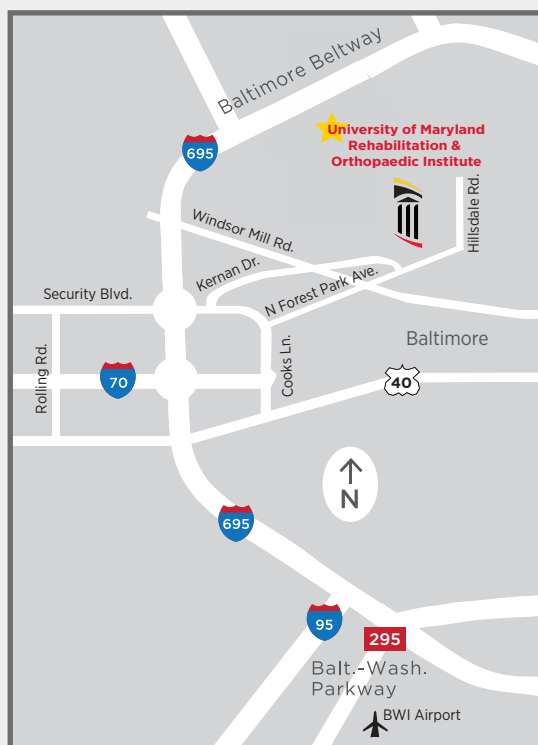 Baltimore Beltway
University of Maryland
Rehabilitation &
Orthopaedic Institute
695
Hillsdale Rd.
Windsor Mill Rd.
Kernan Dr.
Security Blvd.
N Forest Park Ave.
Baltimore
Rolling Rd.
70
Cooks Ln.
40
N
695
95
295
Balt.-Wash.
Parkway
BWI Airport